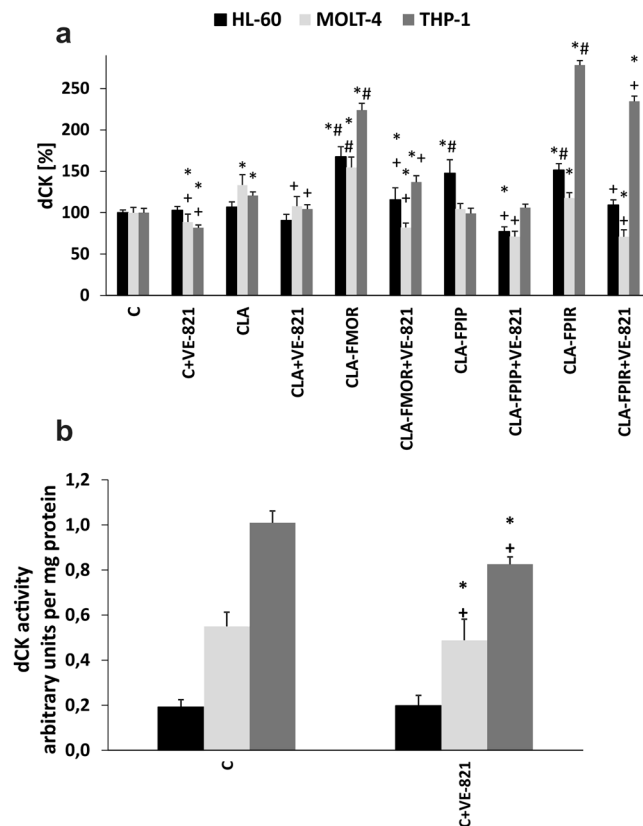 a
HL-60 MOLT-4 THP-1
dCK [%]
300
250
200
150
100
50
0
* + * +
* *
+ +
*# * # *#
* + * + * +
*#
* + +
*# * *#
+ * + * +
C
C+VE-821
CLA
CLA+VE-821
CLA-FMOR
CLA-FMOR+VE-821
CLA-FPIP
CLA-FPIP+VE-821
CLA-FPIR
CLA-FPIR+VE-821
b
dCK activity
arbitrary units per mg protein
1,2
1,0
0,8
0,6
0,4
0,2
0,0
* + * +
C
C+VE-821